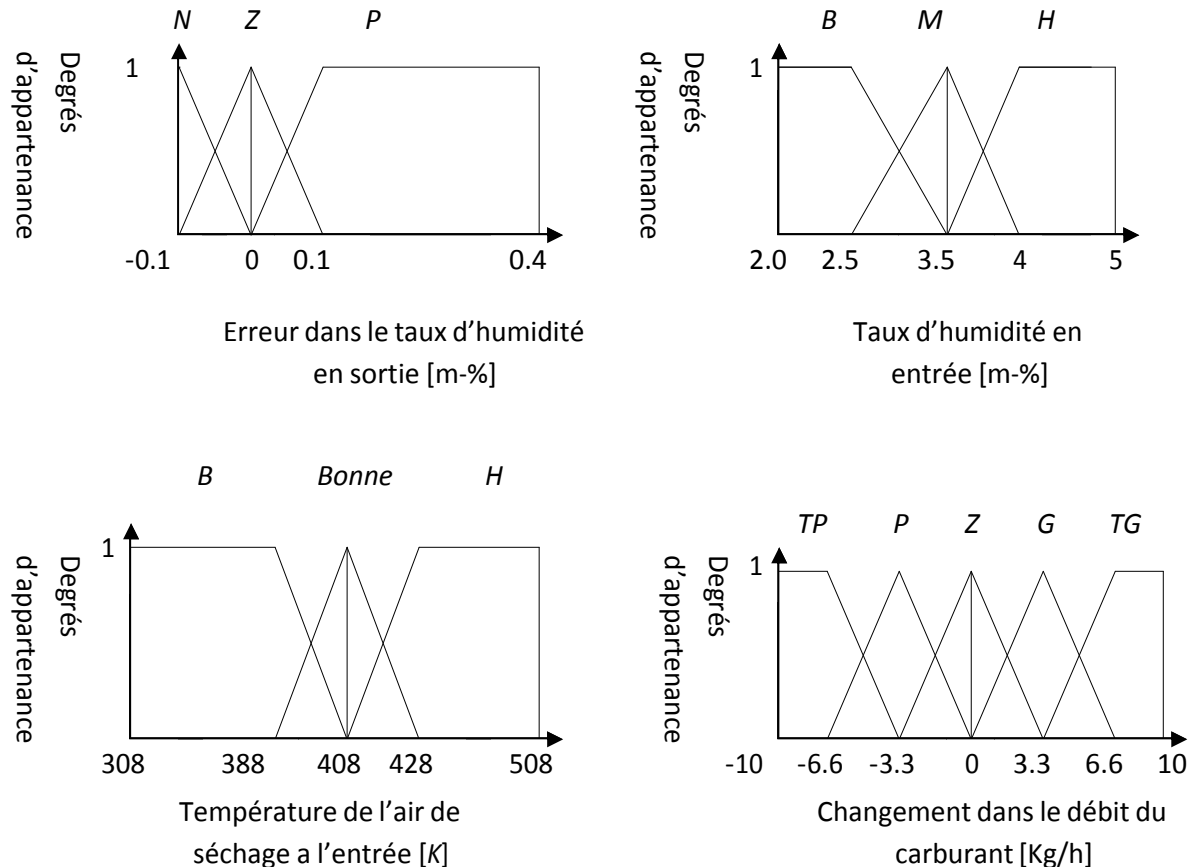 N Z P
Degrés
d’appartenance
1
-0.1 0 0.1 0.4
Erreur dans le taux d’humidité
en sortie [m-%]
B M H
Degrés
d’appartenance
1
2.0 2.5 3.5 4 5
Taux d’humidité en
entrée [m-%]
B Bonne H
Degrés
d’appartenance
1
308 388 408 428 508
Température de l’air de
séchage a l’entrée [K]
TP P Z G TG
Degrés
d’appartenance
1
-10 -6.6 -3.3 0 3.3 6.6 10
Changement dans le débit du
carburant [Kg/h]